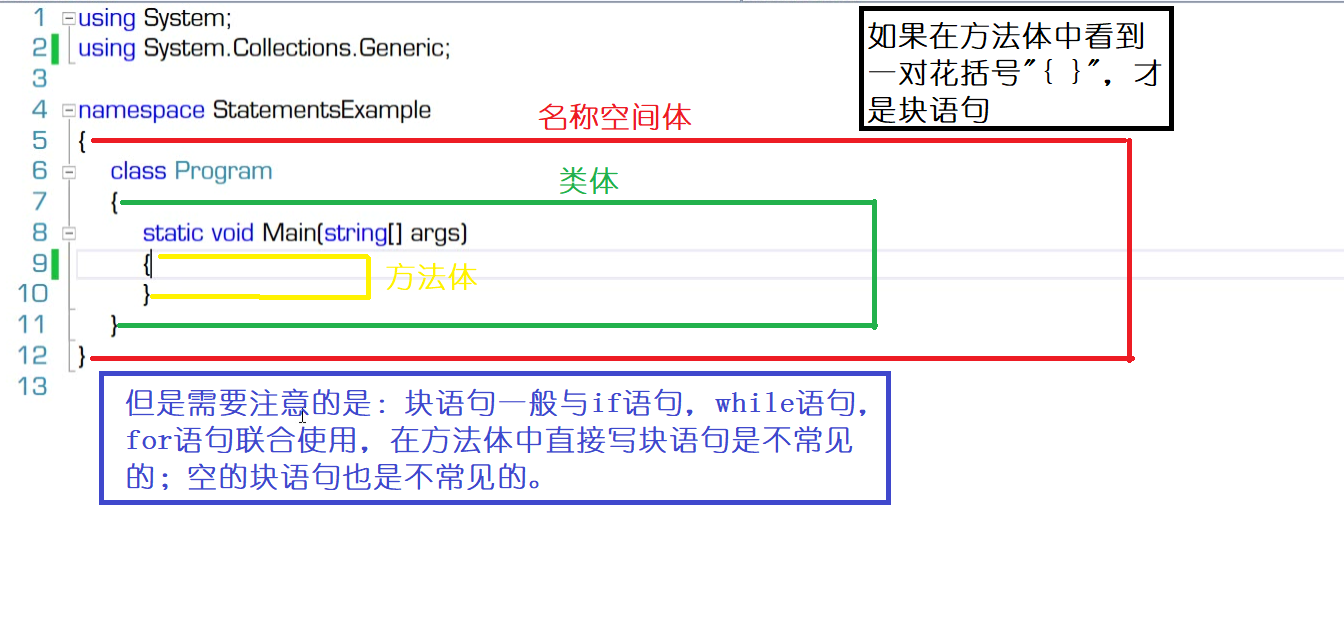 1 using System;
2 using System.Collections.Generic;
3
4 namespace StatementsExample
5 {
6 class Program
7 {
8 static void Main(string[] args)
9 {
10 }
11 }
12 }
13
如果在方法体中看到
一对花括号"{ }"，才
是块语句
名称空间体
类体
方法体
但是需要注意的是：块语句一般与if语句，while语句，
for语句联合使用，在方法体中直接写块语句是不常见
的；空的块语句也是不常见的。